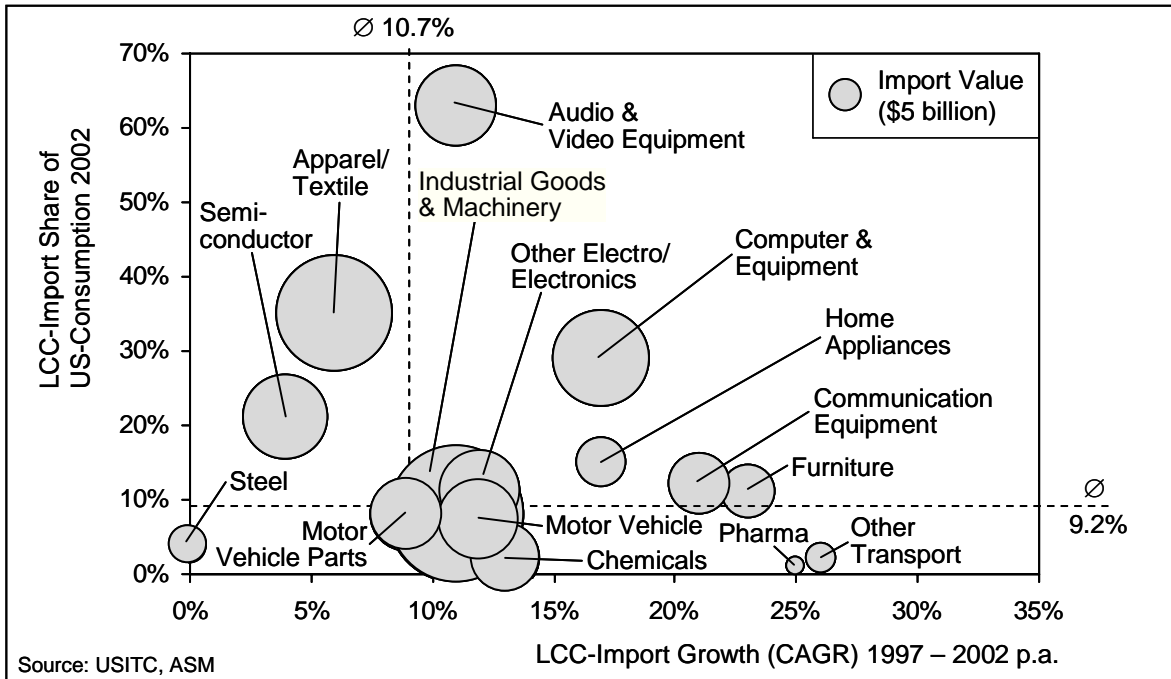 ∅ 10.7%
70%
60%
50%
40%
30%
20%
10%
0%
LCC-Import Share of
US-Consumption 2002
Import Value
($5 billion)
Audio &
Video Equipment
Apparel/
Textile
Industrial Goods
& Machinery
Semi-
conductor
Other Electro/
Electronics
Computer &
Equipment
Home
Appliances
Communication
Equipment
Furniture
Steel
∅
9.2%
Motor
Vehicle Parts
Motor Vehicle
Chemicals
Pharma
Other
Transport
0%
5%
10%
15%
20%
25%
30%
35%
LCC-Import Growth (CAGR) 1997 – 2002 p.a.
Source: USITC, ASM